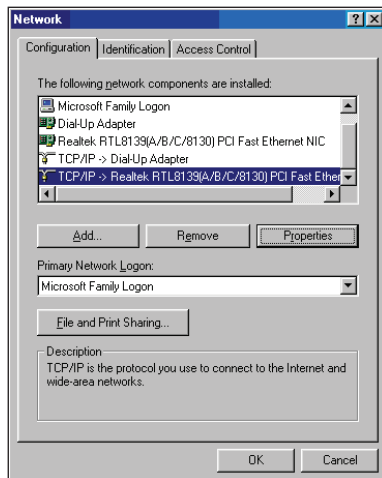 Network
Configuration Identification Access Control
The following network components are installed:
Microsoft Family Logon
Dial-Up Adapter
Realtek RTL8139(A/B/C/8130) PCI Fast Ethernet NIC
TCP/IP -> Dial-Up Adapter
TCP/IP -> Realtek RTL8139(A/B/C/8130) PCI Fast Ether
Add... Remove Properties
Primary Network Logon:
Microsoft Family Logon
File and Print Sharing...
Description
TCP/IP is the protocol you use to connect to the Internet and
wide-area networks.
OK Cancel